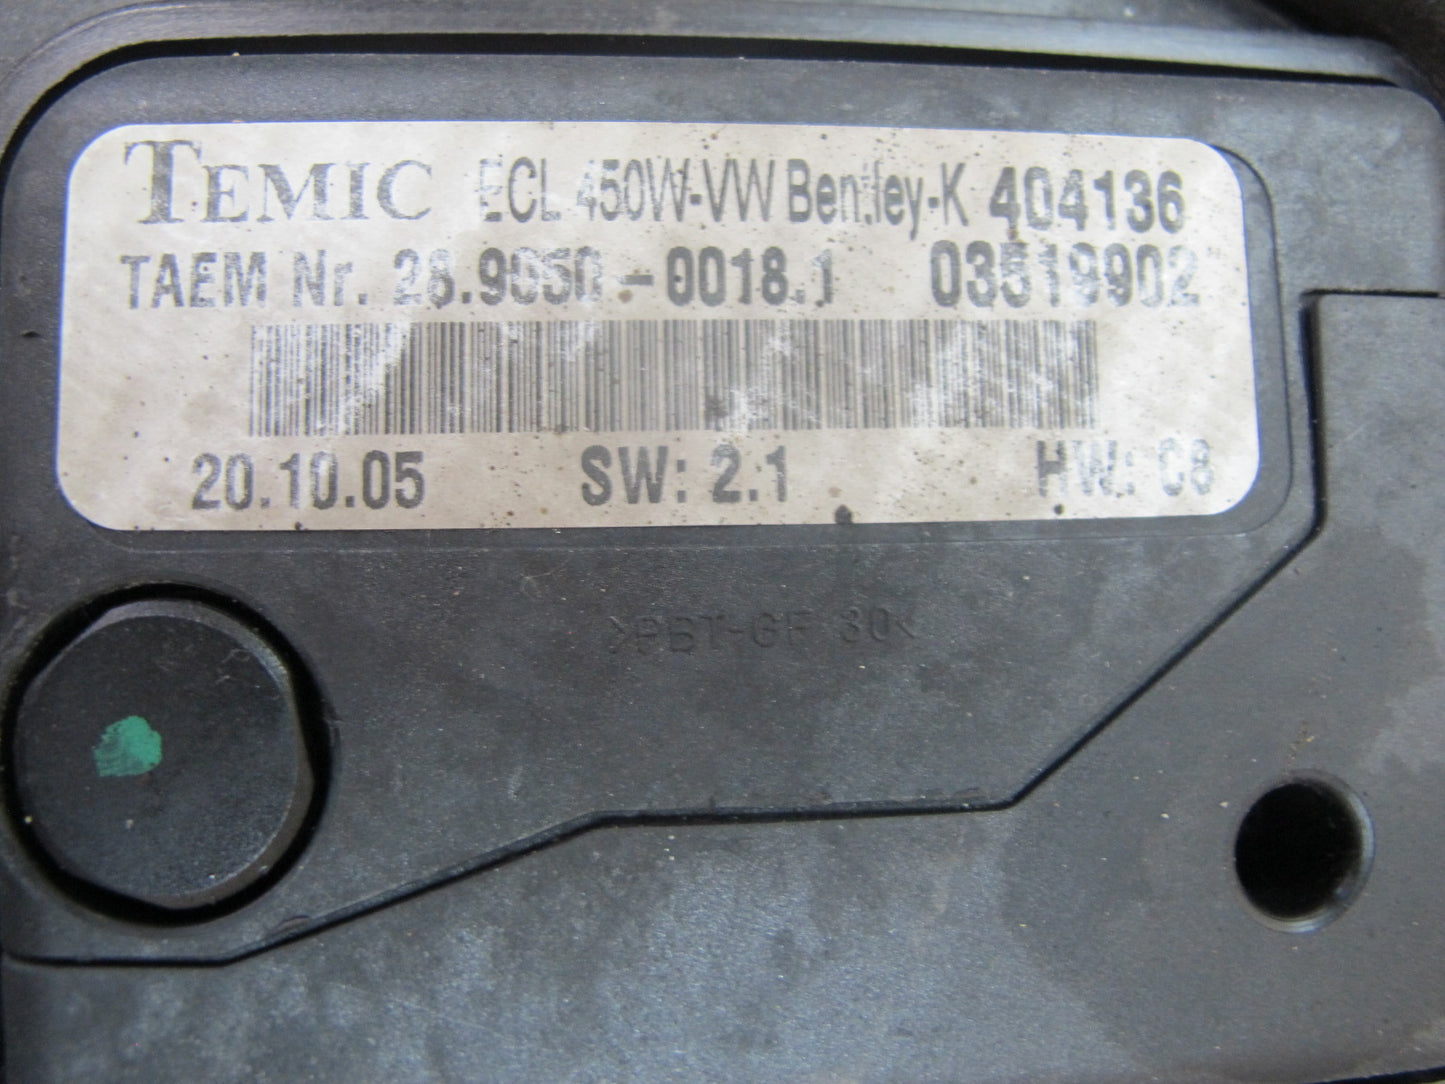 TEMIC ECL 450W-VW Bentley-K 404136
TAEM Nr. 28.9050-0018.1 03519902
20.10.05 SW: 2.1 HW: C8
>PBT-GF 30<